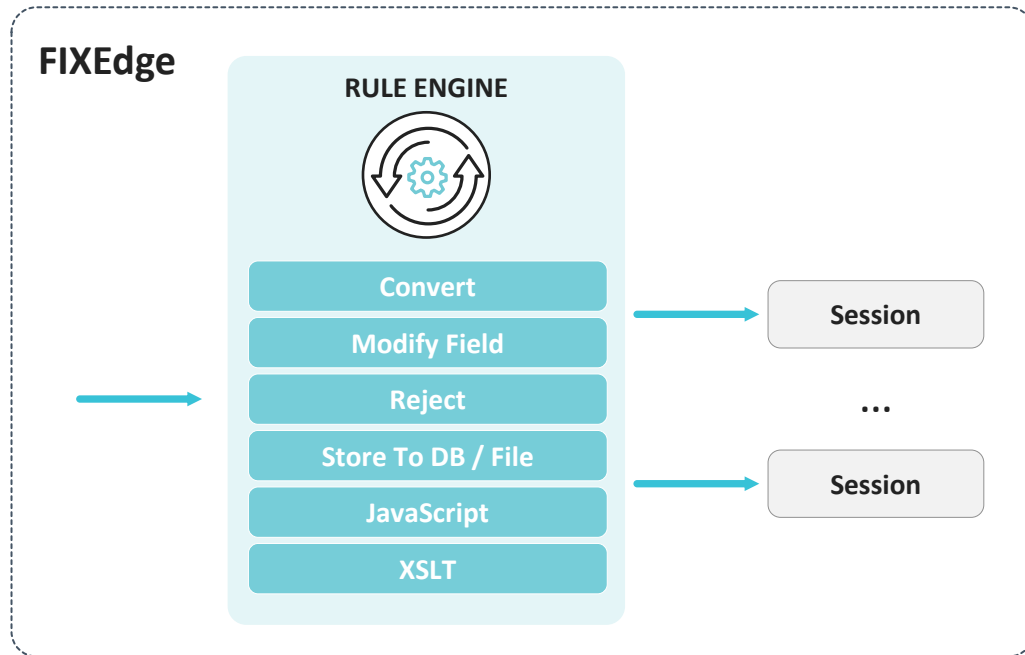 FIXEdge
RULE ENGINE
Convert
Modify Field
Reject
Store To DB / File
JavaScript
XSLT
Session
...
Session